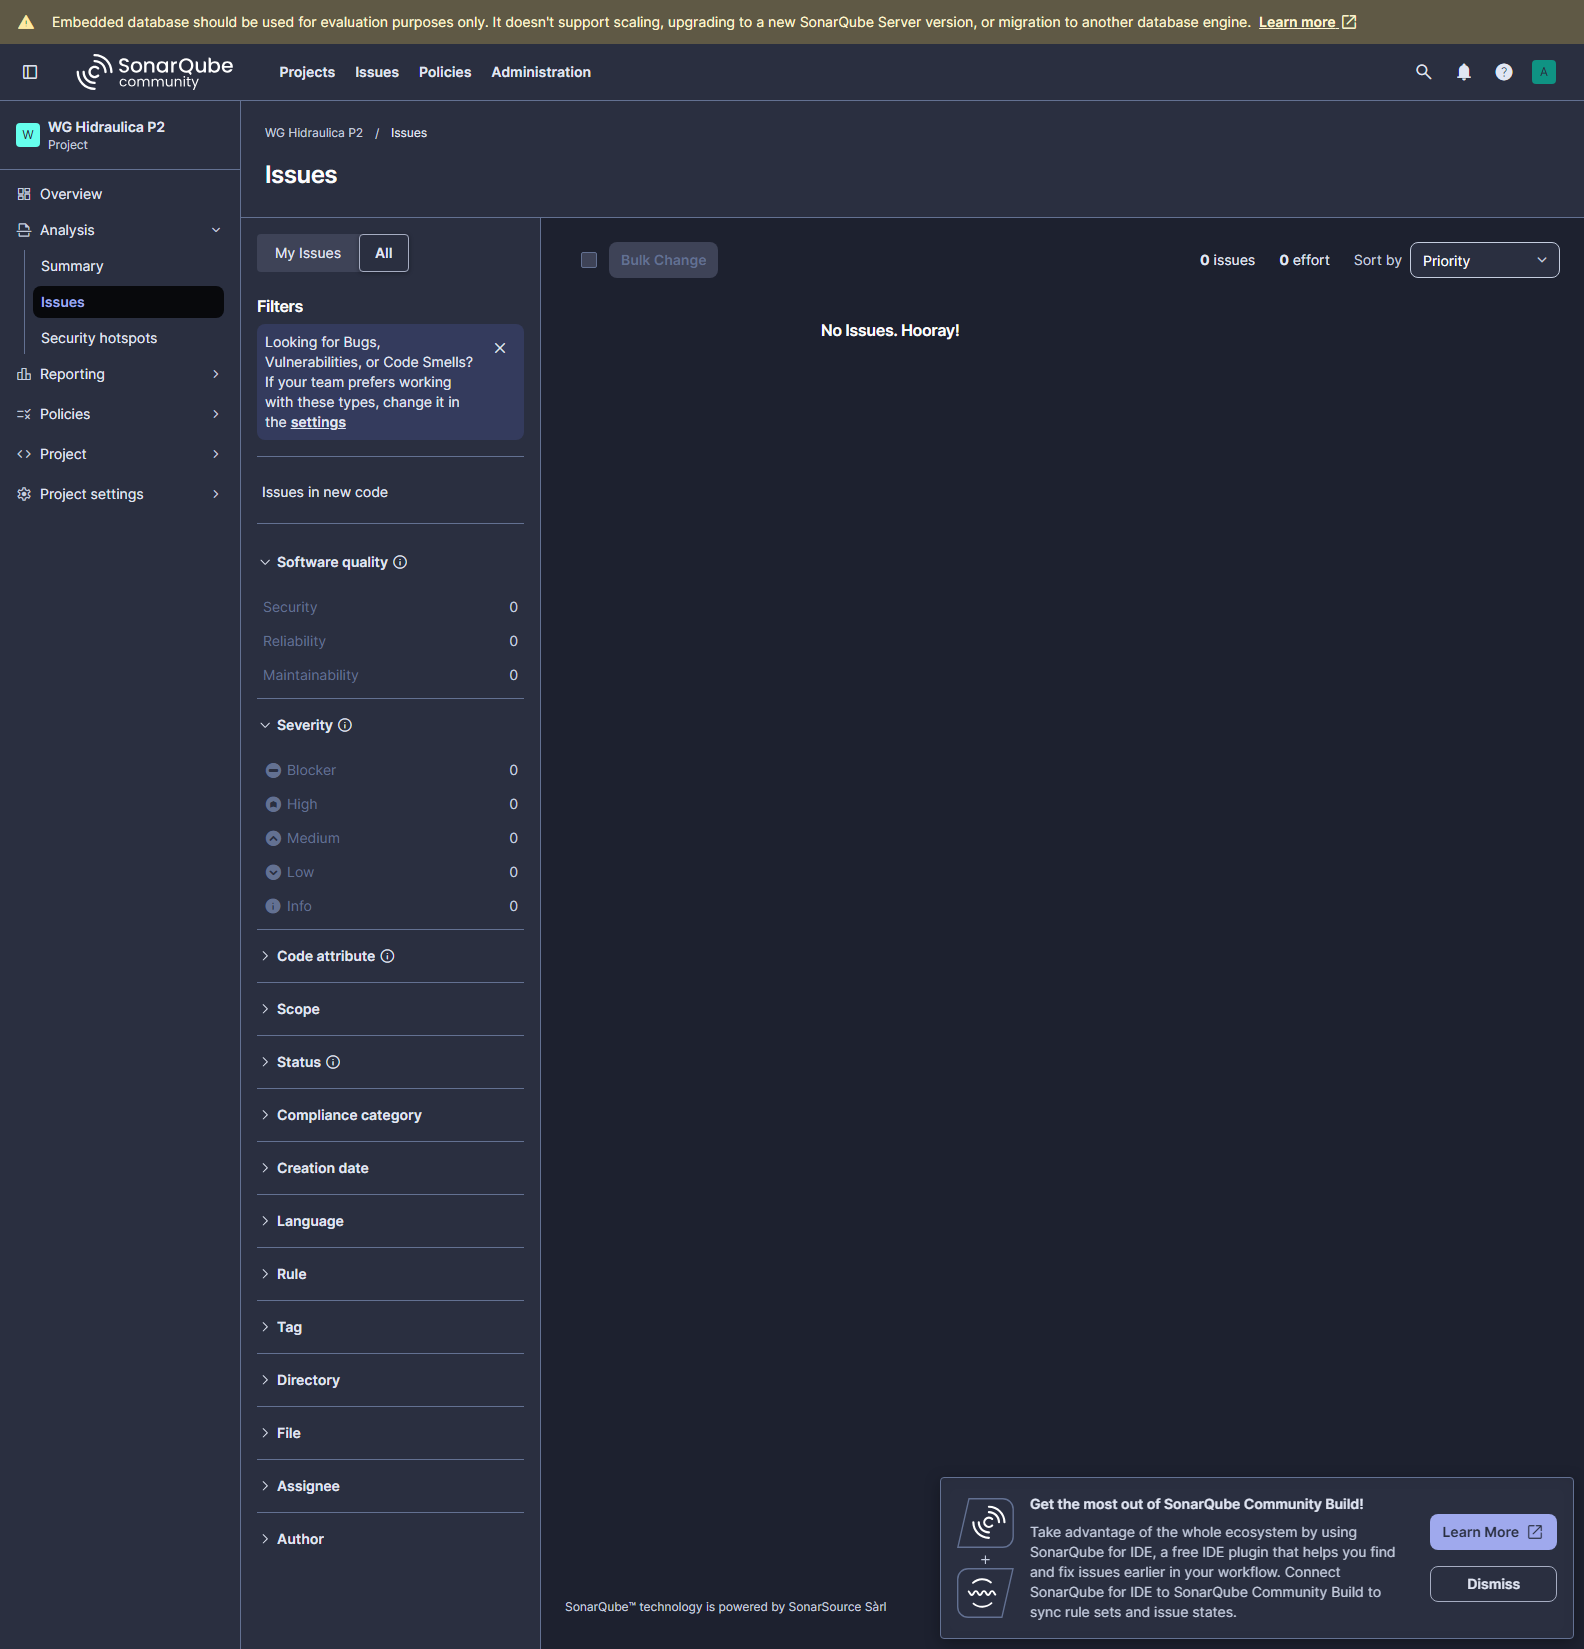 Embedded database should be used for evaluation purposes only. It doesn't support scaling, upgrading to a new SonarQube Server version, or migration to another database engine. Learn more
SonarQube community
Projects Issues Policies Administration
? A
W WG Hidraulica P2
Project
Overview
Analysis
Summary
Issues
Security hotspots
Reporting
Policies
Project
Project settings
WG Hidraulica P2 / Issues
Issues
My Issues All
Filters
Looking for Bugs,
Vulnerabilities, or Code Smells?
If your team prefers working
with these types, change it in
the settings
Issues in new code
Software quality
Security 0
Reliability 0
Maintainability 0
Severity
Blocker 0
High 0
Medium 0
Low 0
Info 0
Code attribute
Scope
Status
Compliance category
Creation date
Language
Rule
Tag
Directory
File
Assignee
Author
Bulk Change 0 issues 0 effort Sort by Priority
No Issues. Hooray!
SonarQube™ technology is powered by SonarSource Sàrl
Get the most out of SonarQube Community Build!
Take advantage of the whole ecosystem by using
SonarQube for IDE, a free IDE plugin that helps you find
and fix issues earlier in your workflow. Connect
SonarQube for IDE to SonarQube Community Build to
sync rule sets and issue states.
Learn More
Dismiss